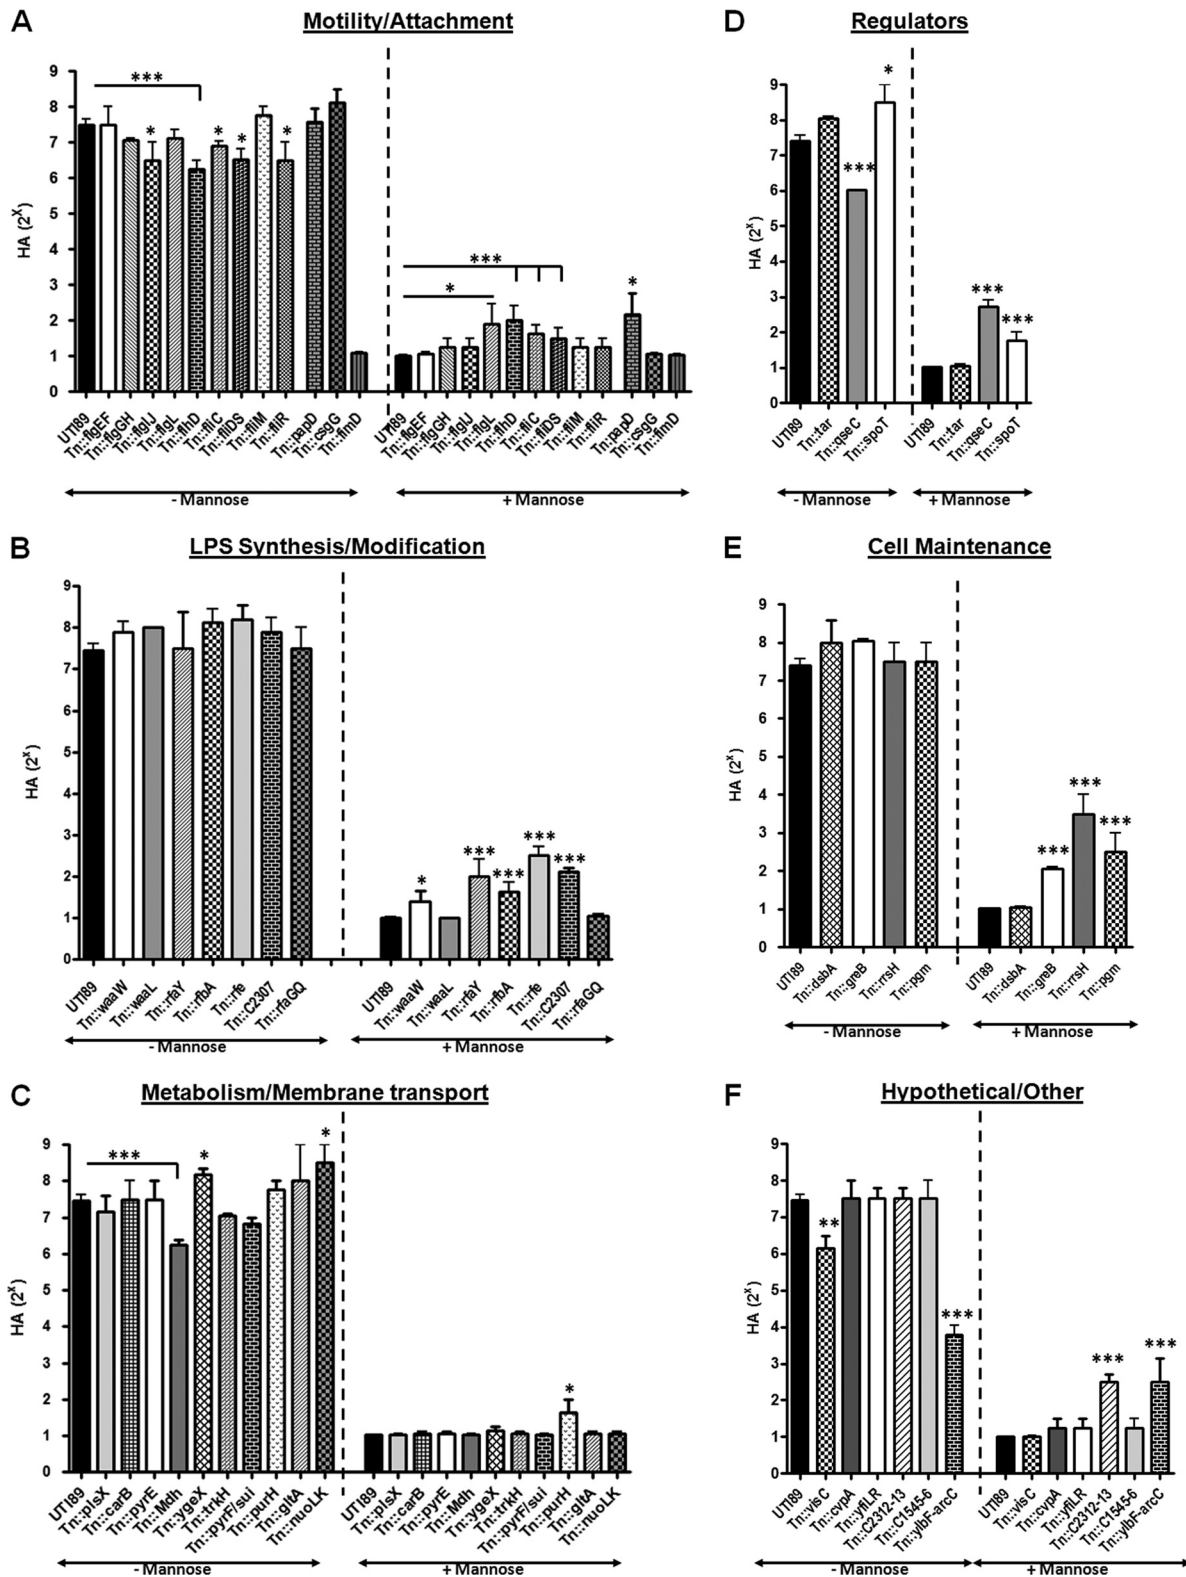 A Motility/Attachment
HA (2^X)
9
8
7
6
5
4
3
2
1
0
***
*
*
*
*
***
*
*
UTI89
Tn::flgEF
Tn::flgGH
Tn::flgIJ
Tn::flgL
Tn::flhD
Tn::fliC
Tn::fliDS
Tn::fliM
Tn::fliR
Tn::papD
Tn::csgG
Tn::fimD
UTI89
Tn::flgEF
Tn::flgGH
Tn::flgIJ
Tn::flgL
Tn::flhD
Tn::fliC
Tn::fliDS
Tn::fliM
Tn::fliR
Tn::papD
Tn::csgG
Tn::fimD
- Mannose
+ Mannose
B LPS Synthesis/Modification
HA (2^X)
9
8
7
6
5
4
3
2
1
0
*
***
***
***
***
UTI89
Tn::waaW
Tn::waaL
Tn::rfaY
Tn::rfbA
Tn::rfe
Tn::C2307
Tn::rfaGQ
UTI89
Tn::waaW
Tn::waaL
Tn::rfaY
Tn::rfbA
Tn::rfe
Tn::C2307
Tn::rfaGQ
- Mannose
+ Mannose
C Metabolism/Membrane transport
HA (2^X)
9
8
7
6
5
4
3
2
1
0
***
*
*
*
UTI89
Tn::plsX
Tn::carB
Tn::pyrE
Tn::Mdh
Tn::ygeX
Tn::trkH
Tn::pyrF/sui
Tn::purH
Tn::gltA
Tn::nuoLK
UTI89
Tn::plsX
Tn::carB
Tn::pyrE
Tn::Mdh
Tn::ygeX
Tn::trkH
Tn::pyrF/sui
Tn::purH
Tn::gltA
Tn::nuoLK
- Mannose
+ Mannose
D Regulators
HA (2^X)
9
8
7
6
5
4
3
2
1
0
***
*
***
***
UTI89
Tn::tar
Tn::qseC
Tn::spoT
UTI89
Tn::tar
Tn::qseC
Tn::spoT
- Mannose
+ Mannose
E Cell Maintenance
HA (2^X)
9
8
7
6
5
4
3
2
1
0
***
***
***
UTI89
Tn::dsbA
Tn::greB
Tn::rrsH
Tn::pgm
UTI89
Tn::dsbA
Tn::greB
Tn::rrsH
Tn::pgm
- Mannose
+ Mannose
F Hypothetical/Other
HA (2^X)
9
8
7
6
5
4
3
2
1
0
**
***
***
***
UTI89
Tn::visC
Tn::cvpA
Tn::yfiLR
Tn::C2312-13
Tn::C1545-6
Tn::ylbF-arcC
UTI89
Tn::visC
Tn::cvpA
Tn::yfiLR
Tn::C2312-13
Tn::C1545-6
Tn::ylbF-arcC
- Mannose
+ Mannose